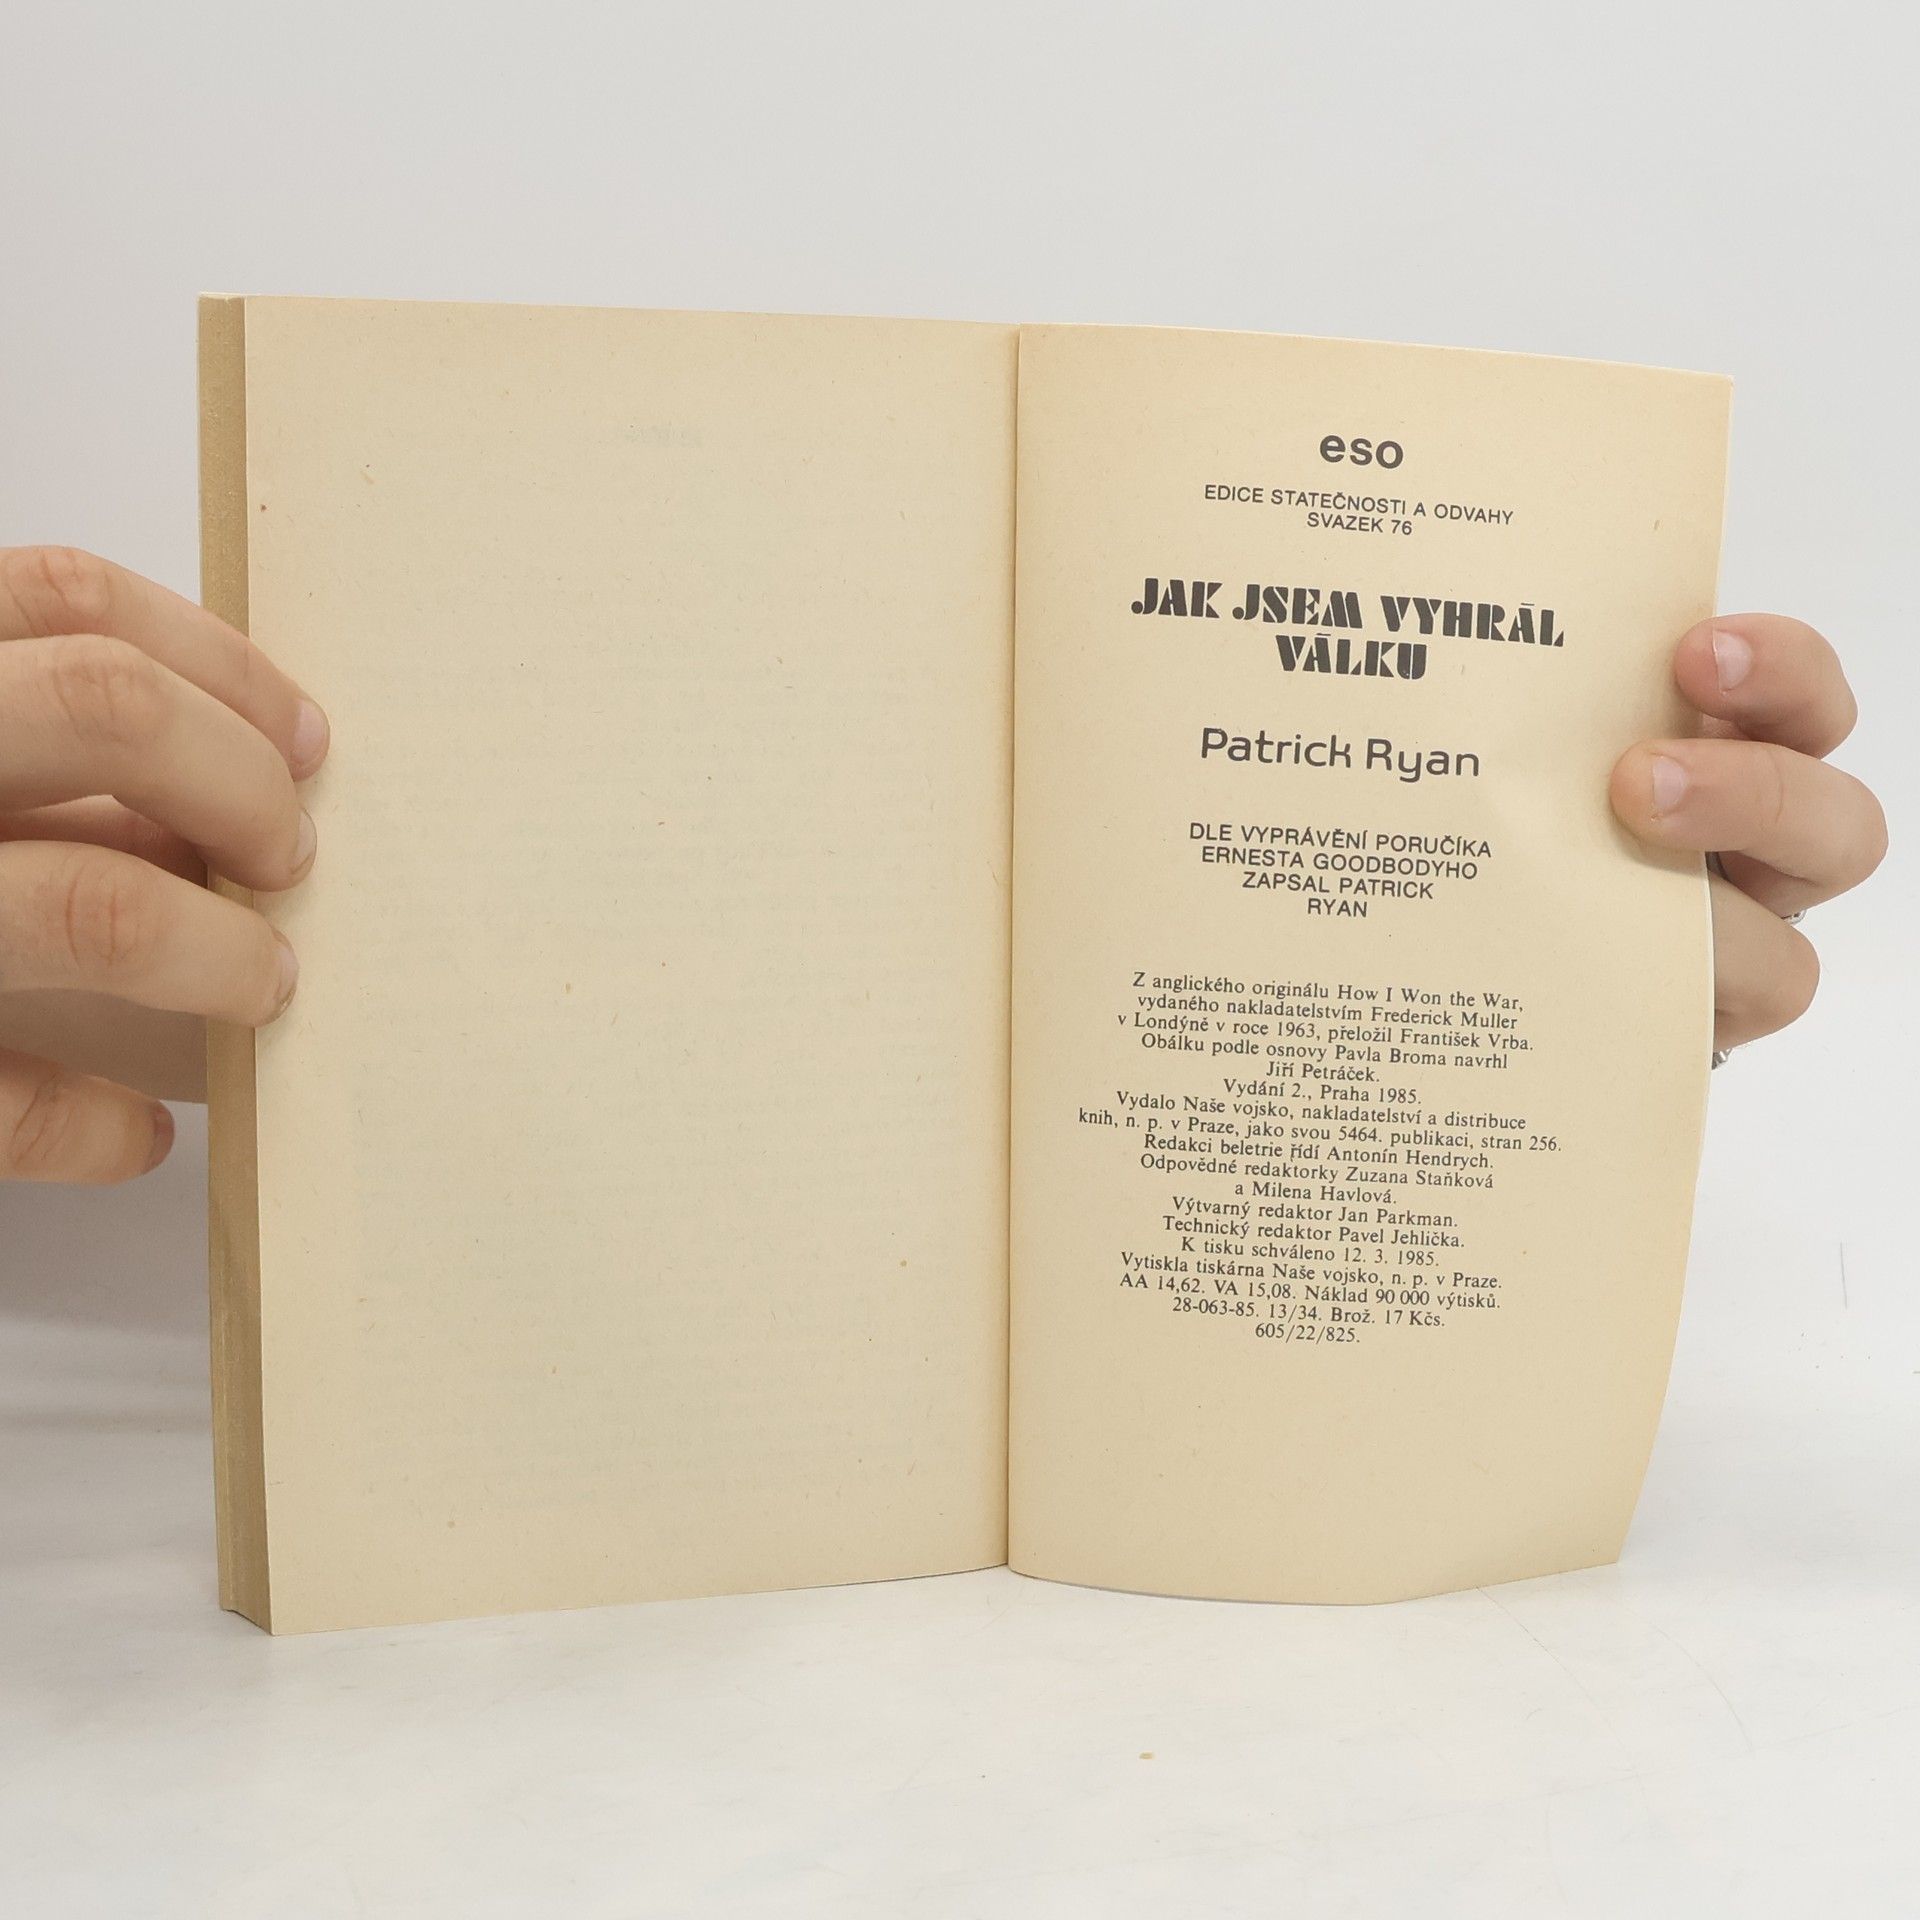 eso
EDICE STATEČNOSTI A ODVAHY
SVAZEK 76
JAK JSEM VYHRÁL
VÁLKU
Patrick Ryan
DLE VYPRÁVĚNÍ PORUČÍKA
ERNESTA GOODBODYHO
ZAPSAL PATRICK
RYAN
Z anglického originálu How I Won the War,
vydaného nakladatelstvím Frederick Muller
v Londýně v roce 1963, přeložil František Vrba.
Obálku podle osnovy Pavla Broma navrhl
Jiří Petráček.
Vydání 2., Praha 1985.
Vydalo Naše vojsko, nakladatelství a distribuce
knih, n. p. v Praze, jako svou 5464. publikaci, stran 256.
Redakci beletrie řídí Antonín Hendrych.
Odpovědné redaktorky Zuzana Staňková
a Milena Havlová.
Výtvarný redaktor Jan Parkman.
Technický redaktor Pavel Jehlička.
K tisku schváleno 12. 3. 1985.
Vytiskla tiskárna Naše vojsko, n. p. v Praze.
AA 14,62. VA 15,08. Náklad 90 000 výtisků.
28-063-85. 13/34. Brož. 17 Kčs.
605/22/825.